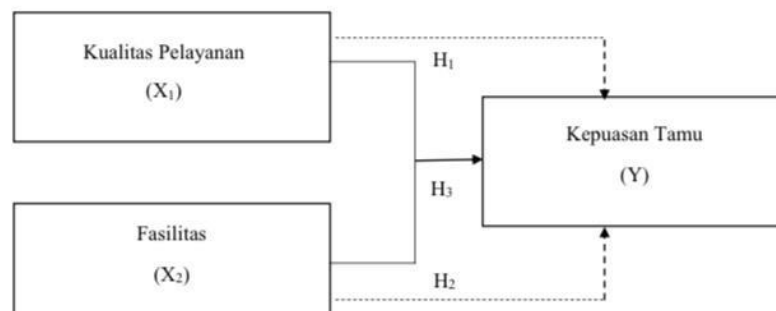 Kualitas Pelayanan
(X₁)
H₁
Kepuasan Tamu
(Y)
H₃
Fasilitas
(X₂)
H₂